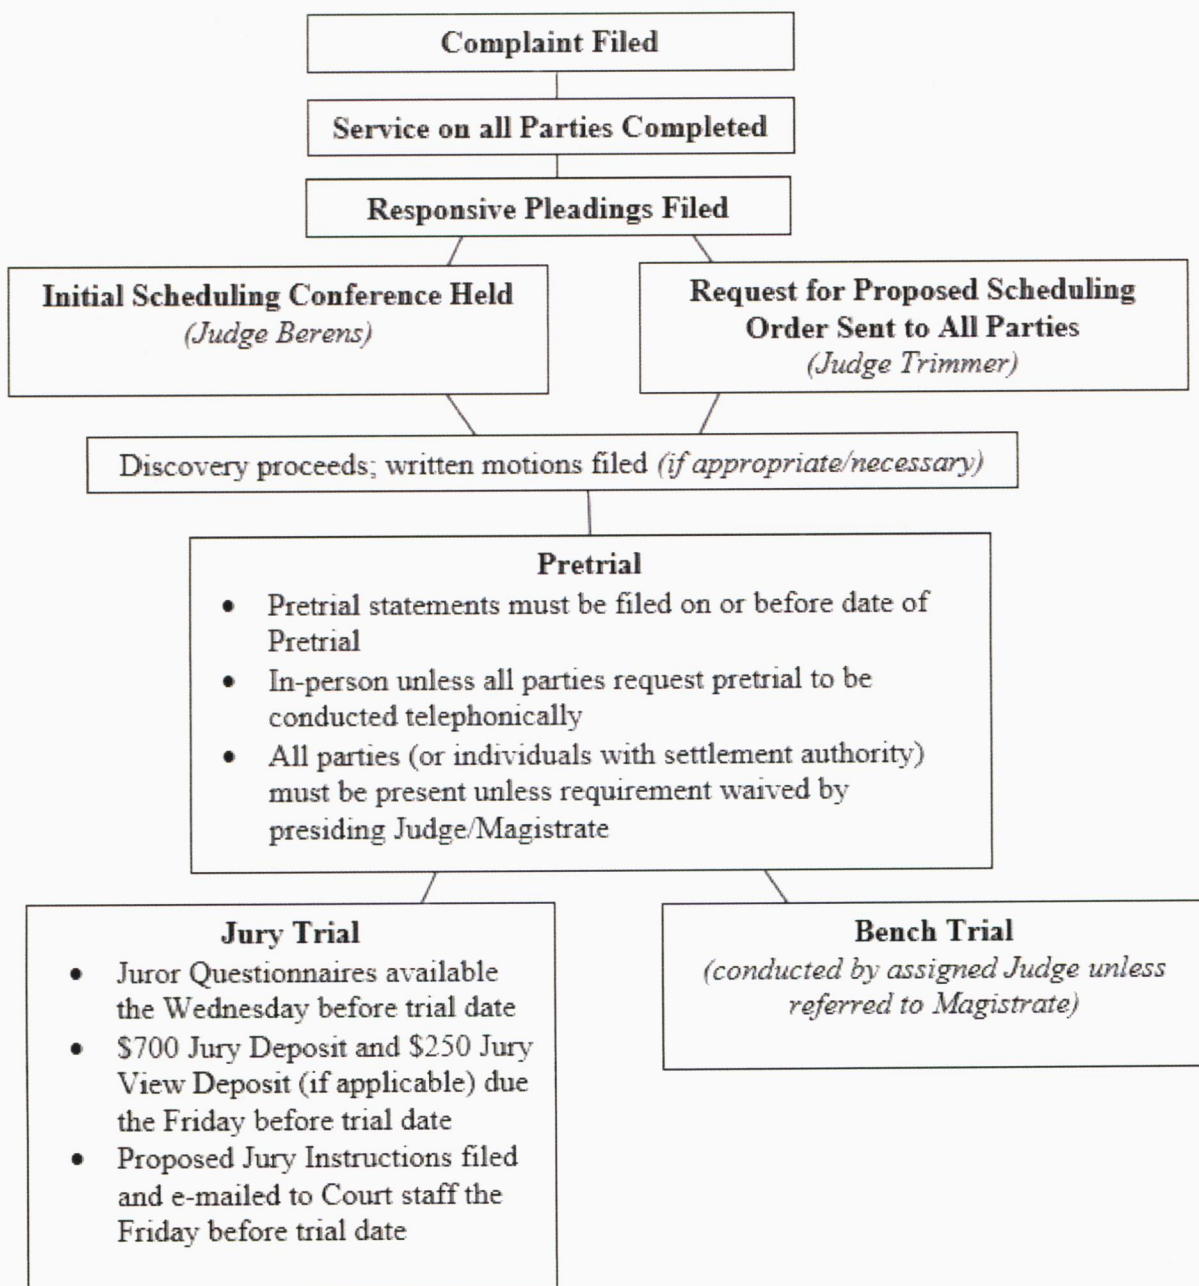 Complaint Filed
Service on all Parties Completed
Responsive Pleadings Filed
Initial Scheduling Conference Held
(Judge Berens)
Request for Proposed Scheduling
Order Sent to All Parties
(Judge Trimmer)
Discovery proceeds; written motions filed (if appropriate/necessary)
Pretrial
• Pretrial statements must be filed on or before date of
Pretrial
• In-person unless all parties request pretrial to be
conducted telephonically
• All parties (or individuals with settlement authority)
must be present unless requirement waived by
presiding Judge/Magistrate
Jury Trial
• Juror Questionnaires available
the Wednesday before trial date
• $700 Jury Deposit and $250 Jury
View Deposit (if applicable) due
the Friday before trial date
• Proposed Jury Instructions filed
and e-mailed to Court staff the
Friday before trial date
Bench Trial
(conducted by assigned Judge unless
referred to Magistrate)